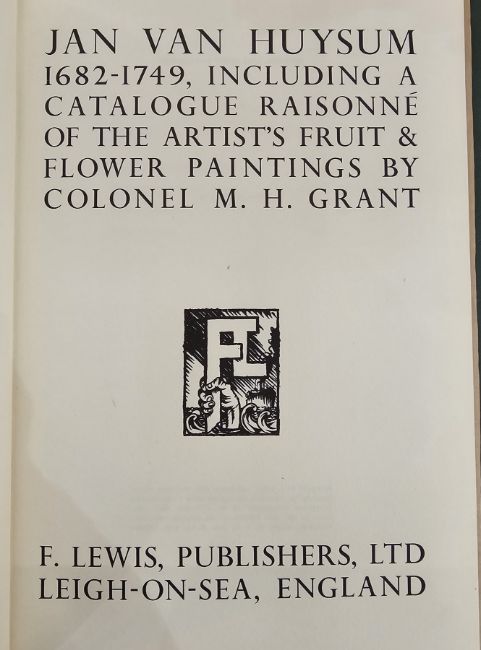 JAN VAN HUYSUM
1682-1749, INCLUDING A
CATALOGUE RAISONNÉ
OF THE ARTIST'S FRUIT &
FLOWER PAINTINGS BY
COLONEL M. H. GRANT
FL
F. LEWIS, PUBLISHERS, LTD
LEIGH-ON-SEA, ENGLAND